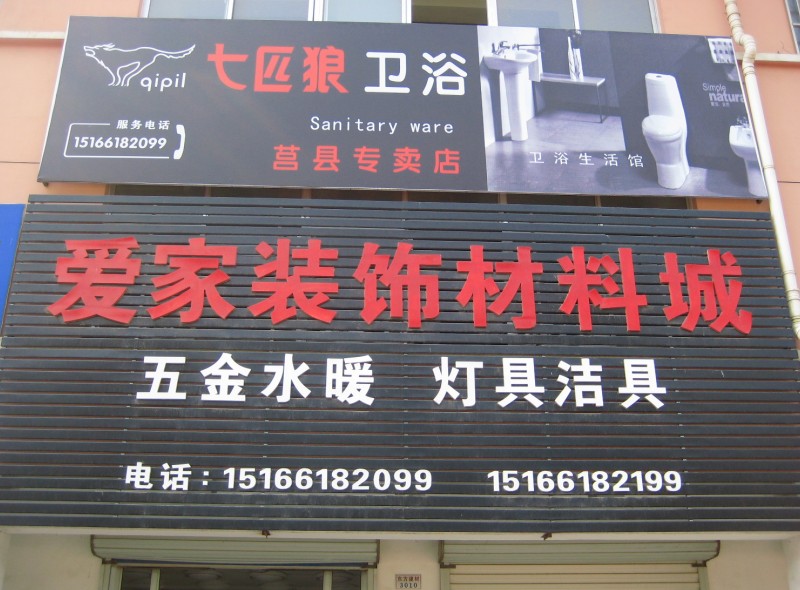 qipil 七匹狼 卫浴
Sanitary ware
服务电话
15166182099
莒县专卖店
Simple
natural
卫浴生活馆
爱家装饰材料城
五金水暖 灯具洁具
电话：15166182099 15166182199
3010